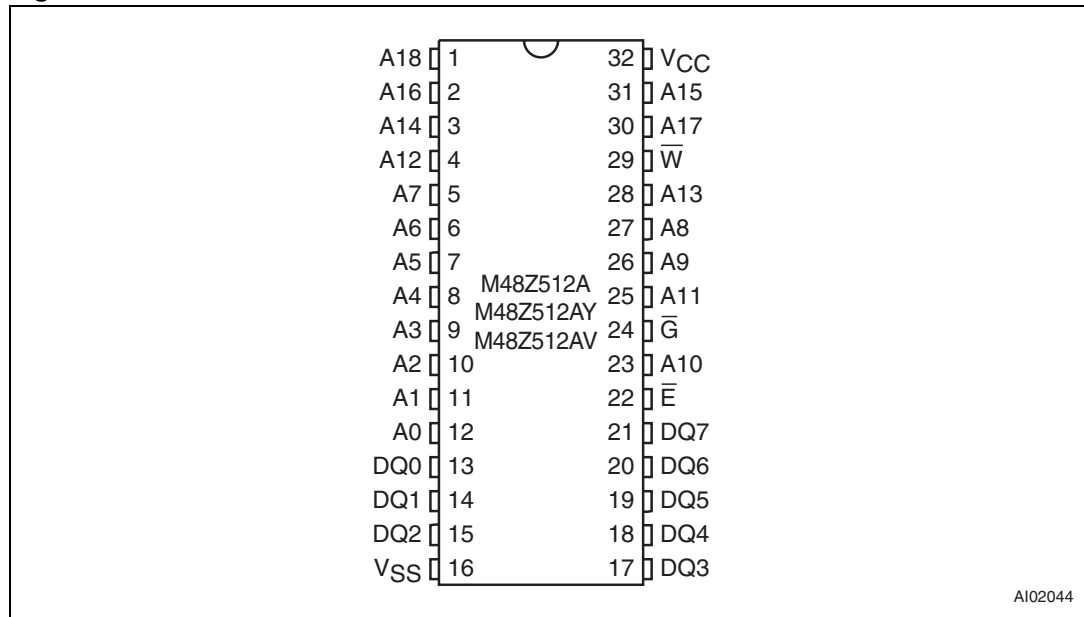 A18 1 32 VCC
A16 2 31 A15
A14 3 30 A17
A12 4 29 W̅
A7 5 28 A13
A6 6 27 A8
A5 7 26 A9
A4 8 M48Z512A 25 A11
M48Z512AY
A3 9 M48Z512AV 24 G̅
A2 10 23 A10
A1 11 22 E̅
A0 12 21 DQ7
DQ0 13 20 DQ6
DQ1 14 19 DQ5
DQ2 15 18 DQ4
VSS 16 17 DQ3
AI02044